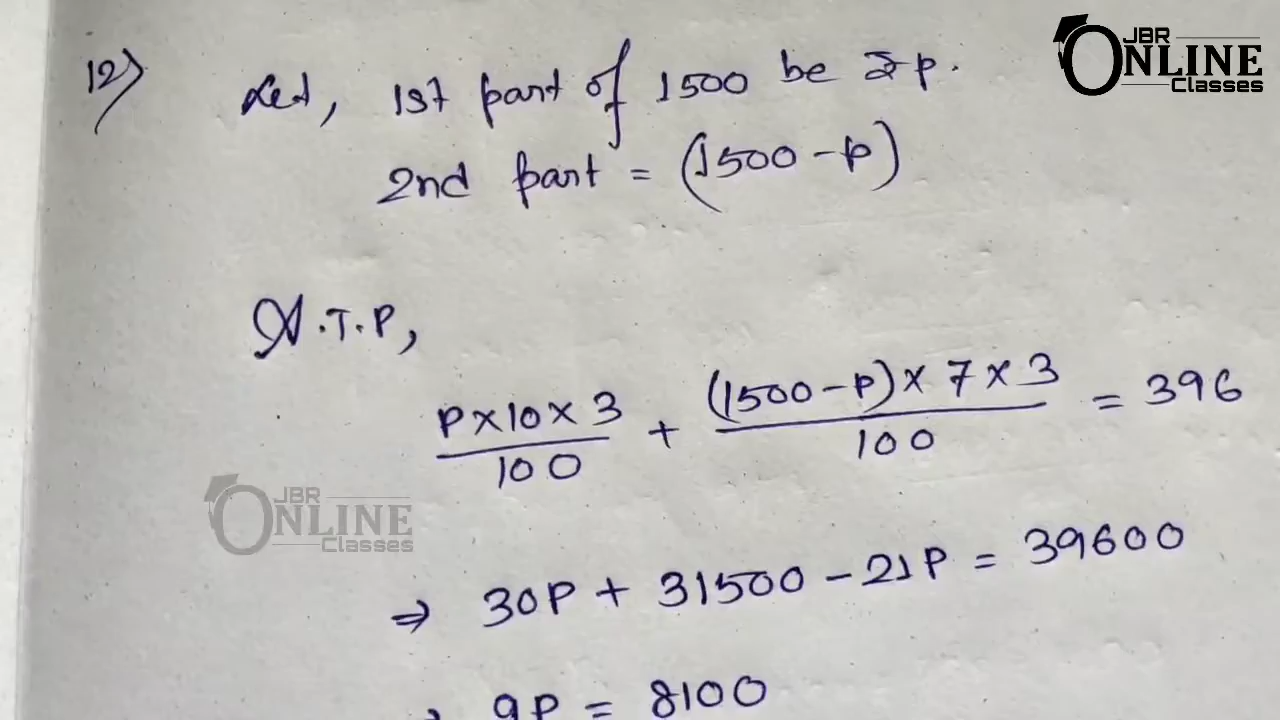 JBR
ONLINE
Classes
12) Let, 1st part of 1500 be ₹ p.
2nd part = (1500 - p)
A.T.P,
P×10×3/100 + (1500-P)×7×3/100 = 396
JBR
ONLINE
Classes
⇒ 30P + 31500 - 21P = 39600
⇒ 9P = 8100